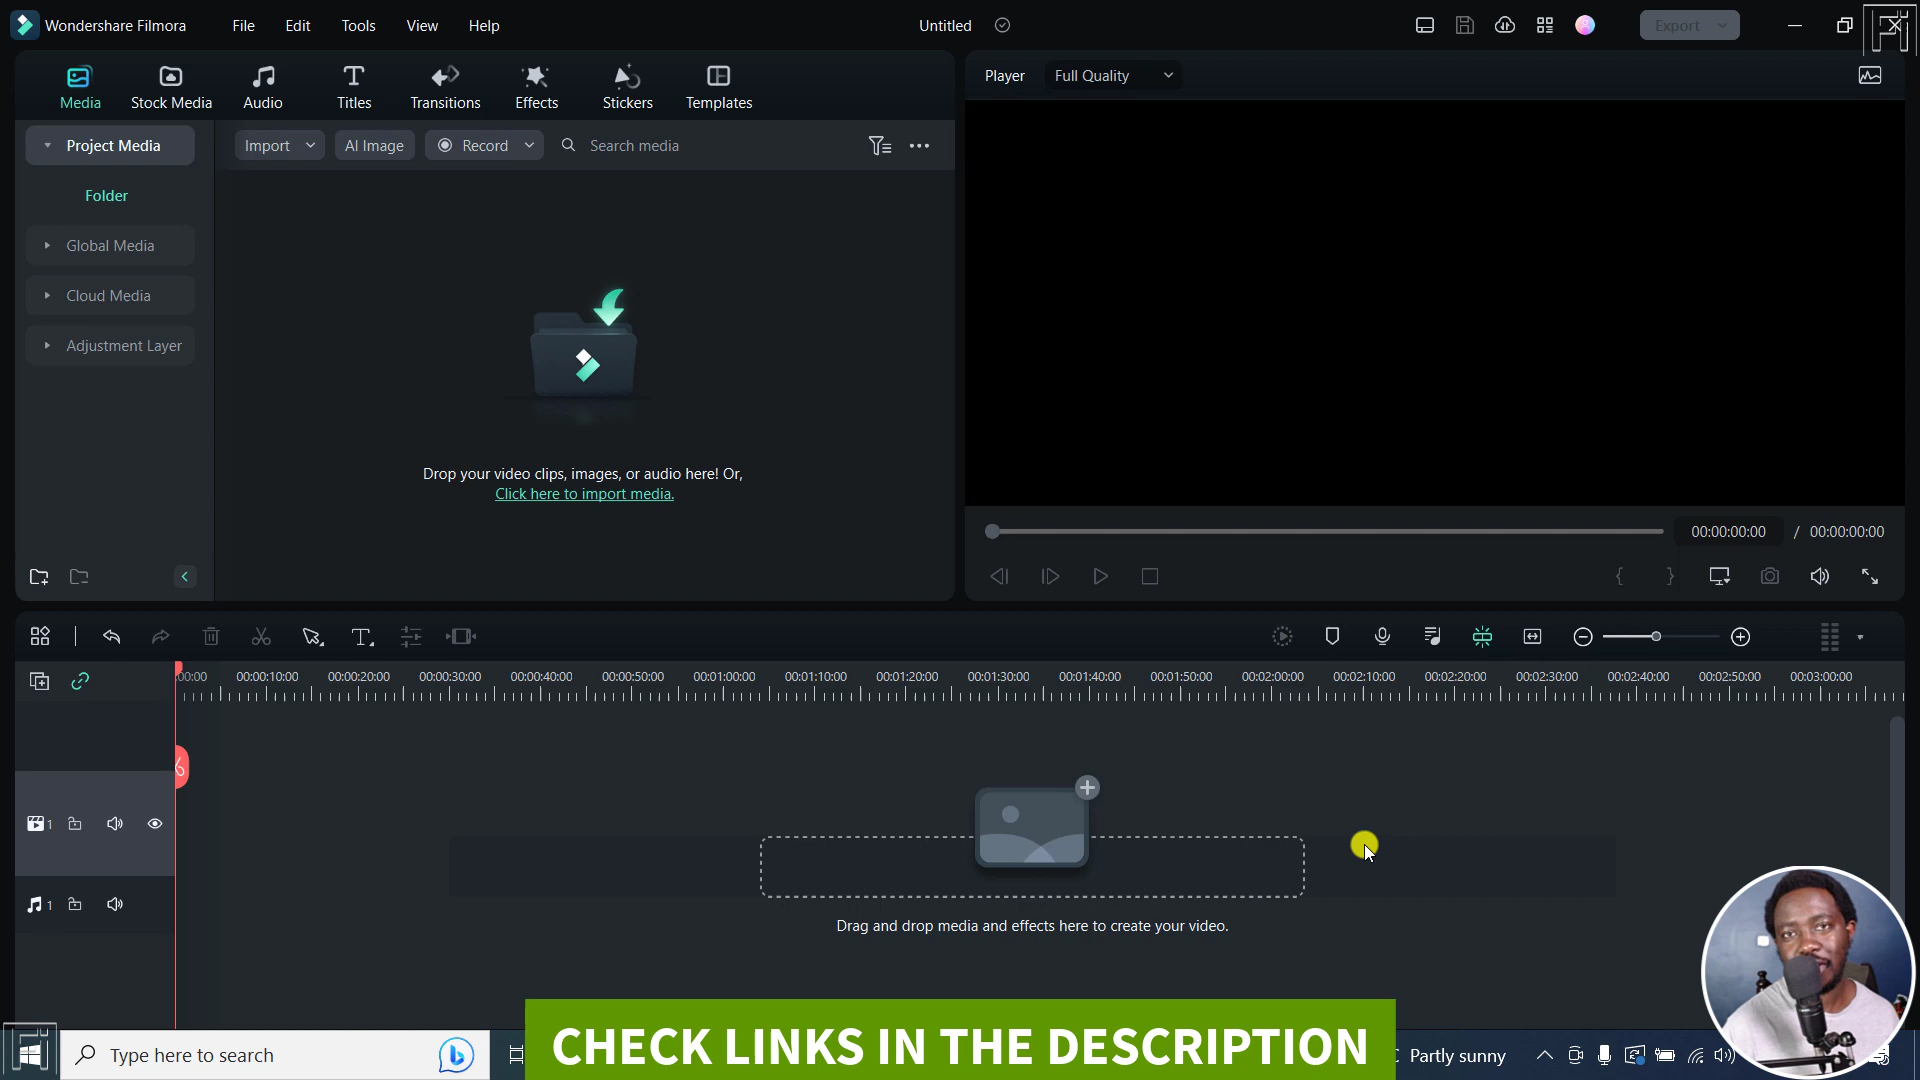 Wondershare Filmora File Edit Tools View Help Untitled Export
Media Stock Media Audio Titles Transitions Effects Stickers Templates
Player Full Quality
Project Media
Import AI Image Record Search media
Folder
Global Media
Cloud Media
Adjustment Layer
Drop your video clips, images, or audio here! Or,
Click here to import media.
00:00:00:00 / 00:00:00:00
:00:00 00:00:10:00 00:00:20:00 00:00:30:00 00:00:40:00 00:00:50:00 00:01:00:00 00:01:10:00 00:01:20:00 00:01:30:00 00:01:40:00 00:01:50:00 00:02:00:00 00:02:10:00 00:02:20:00 00:02:30:00 00:02:40:00 00:02:50:00 00:03:00:00
1
1
Drag and drop media and effects here to create your video.
CHECK LINKS IN THE DESCRIPTION
Type here to search
Partly sunny